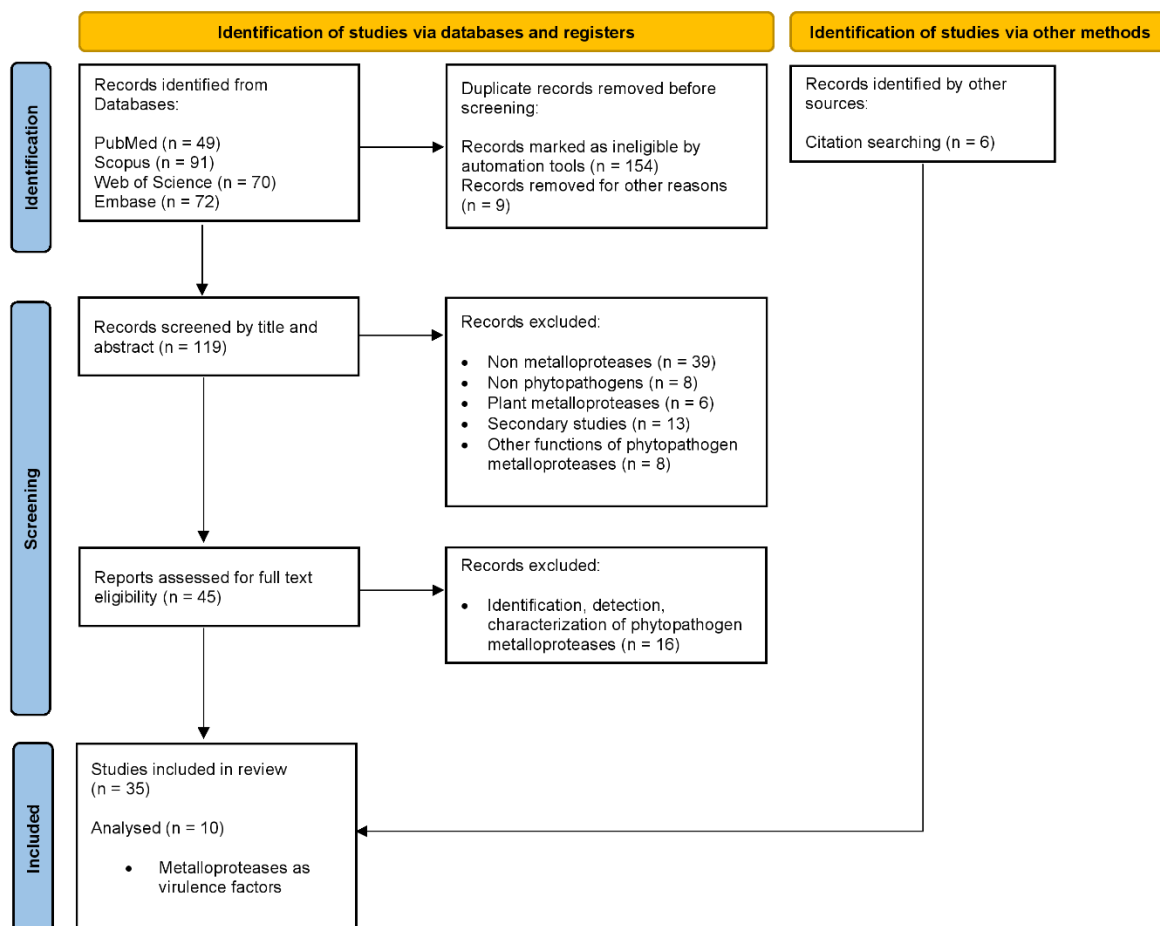 Identification of studies via databases and registers
Identification of studies via other methods
Identification
Records identified from
Databases:
PubMed (n = 49)
Scopus (n = 91)
Web of Science (n = 70)
Embase (n = 72)
Duplicate records removed before
screening:
Records marked as ineligible by
automation tools (n = 154)
Records removed for other reasons
(n = 9)
Records identified by other
sources:
Citation searching (n = 6)
Screening
Records screened by title and
abstract (n = 119)
Records excluded:
• Non metalloproteases (n = 39)
• Non phytopathogens (n = 8)
• Plant metalloproteases (n = 6)
• Secondary studies (n = 13)
• Other functions of phytopathogen
metalloproteases (n = 8)
Reports assessed for full text
eligibility (n = 45)
Records excluded:
• Identification, detection,
characterization of phytopathogen
metalloproteases (n = 16)
Included
Studies included in review
(n = 35)
Analysed (n = 10)
• Metalloproteases as
virulence factors